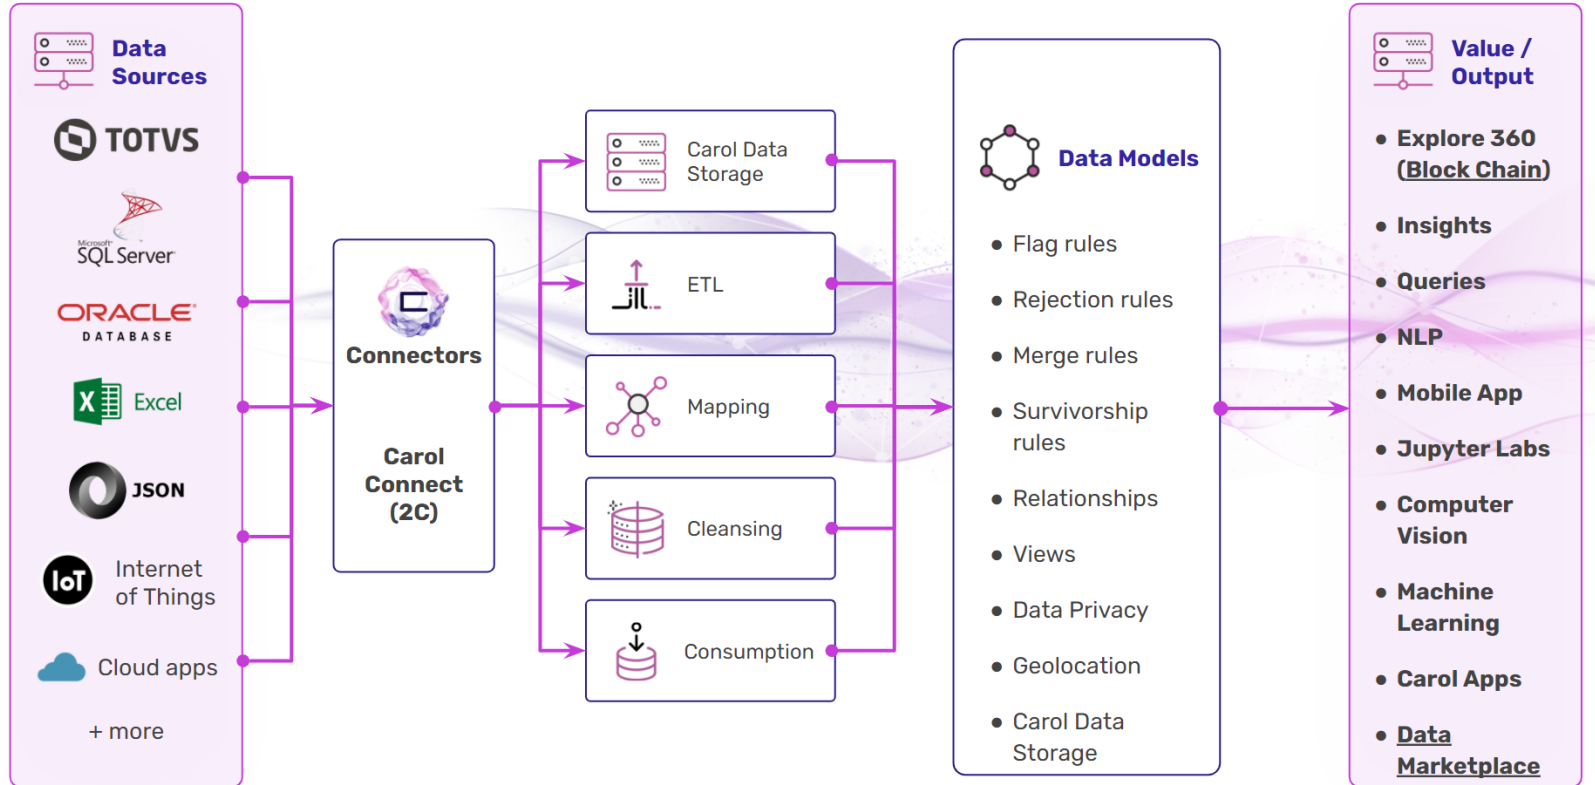 Data
Sources
TOTVS
Microsoft®
SQL Server®
ORACLE®
DATABASE
Excel
JSON
IoT
Internet
of Things
Cloud apps
+ more
C
Connectors
Carol
Connect
(2C)
Carol Data
Storage
ETL
Mapping
Cleansing
Consumption
Data Models
● Flag rules
● Rejection rules
● Merge rules
● Survivorship
rules
● Relationships
● Views
● Data Privacy
● Geolocation
● Carol Data
Storage
Value /
Output
● Explore 360
(Block Chain)
● Insights
● Queries
● NLP
● Mobile App
● Jupyter Labs
● Computer
Vision
● Machine
Learning
● Carol Apps
● Data
Marketplace